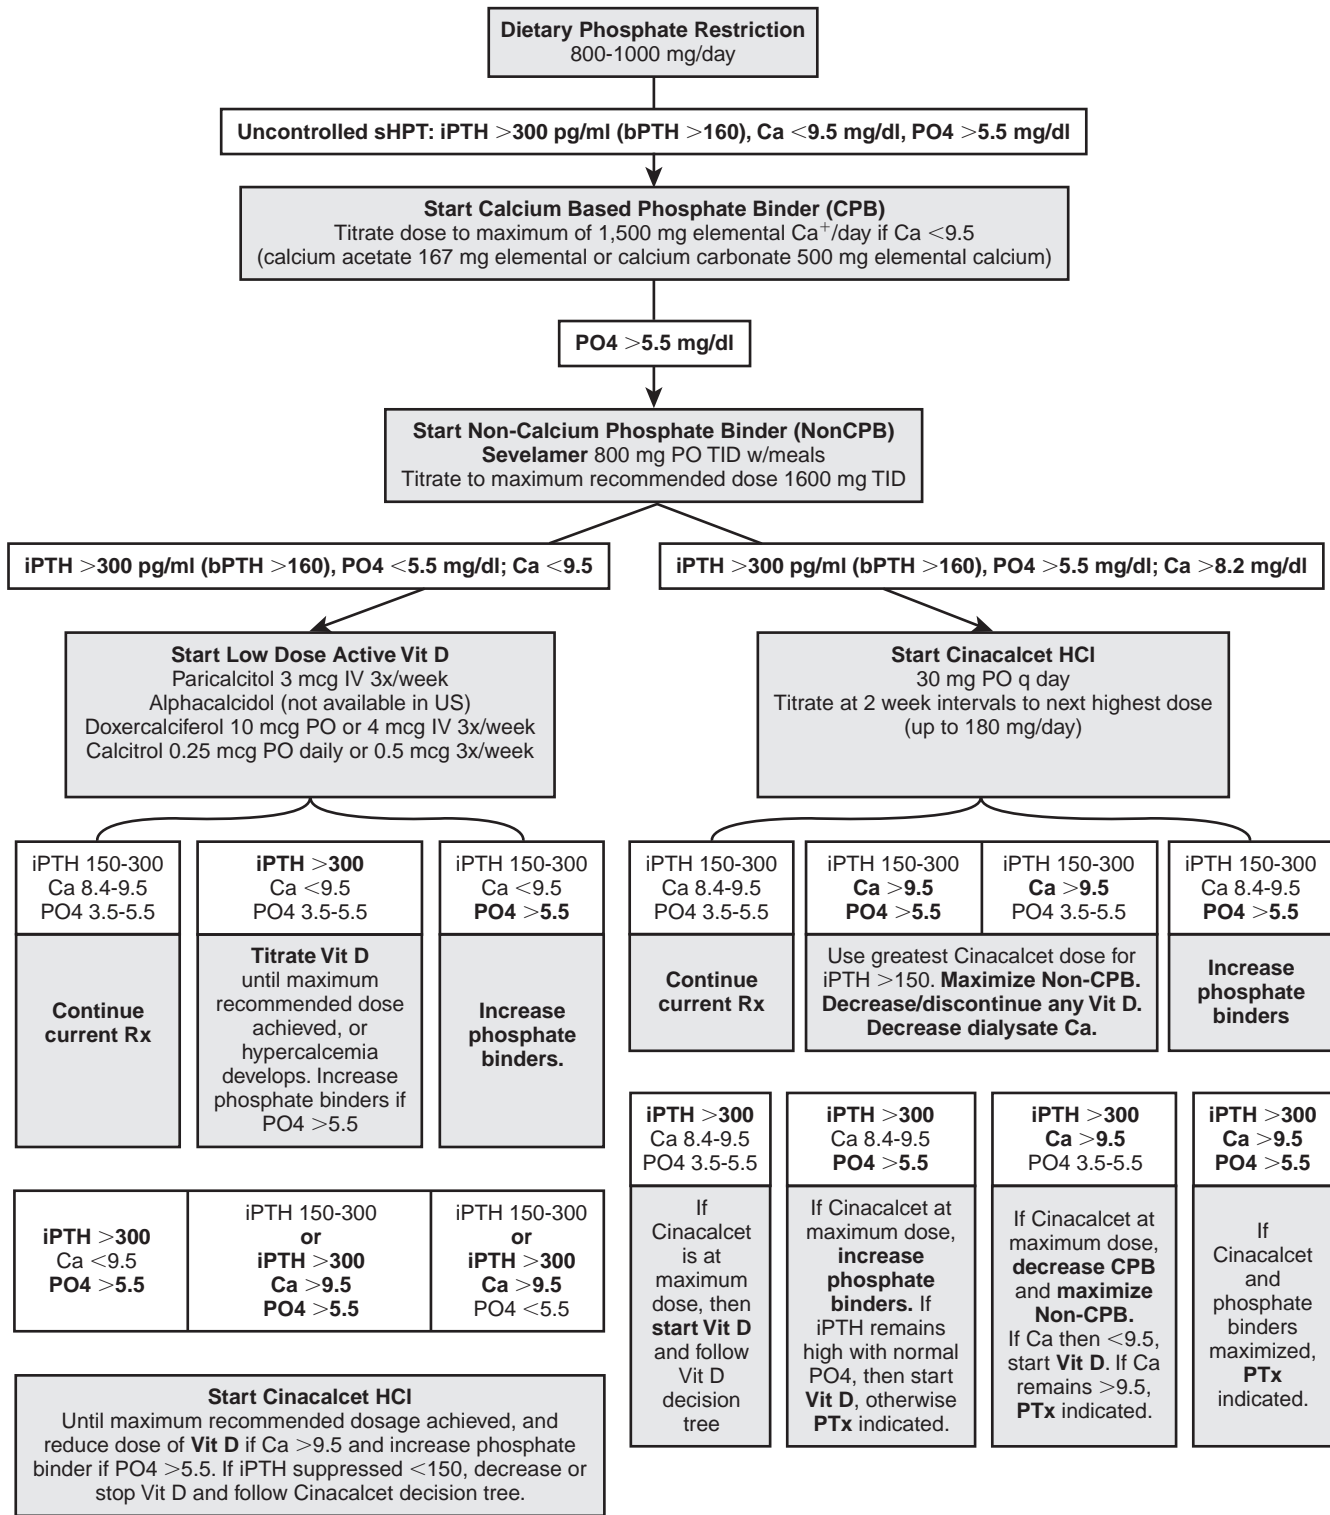 Dietary Phosphate Restriction
800-1000 mg/day
Uncontrolled sHPT: iPTH >300 pg/ml (bPTH >160), Ca <9.5 mg/dl, PO4 >5.5 mg/dl
Start Calcium Based Phosphate Binder (CPB)
Titrate dose to maximum of 1,500 mg elemental Ca+/day if Ca <9.5
(calcium acetate 167 mg elemental or calcium carbonate 500 mg elemental calcium)
PO4 >5.5 mg/dl
Start Non-Calcium Phosphate Binder (NonCPB)
Sevelamer 800 mg PO TID w/meals
Titrate to maximum recommended dose 1600 mg TID
iPTH >300 pg/ml (bPTH >160), PO4 <5.5 mg/dl; Ca <9.5
iPTH >300 pg/ml (bPTH >160), PO4 >5.5 mg/dl; Ca >8.2 mg/dl
Start Low Dose Active Vit D
Paricalcitol 3 mcg IV 3x/week
Alphacalcidol (not available in US)
Doxercalciferol 10 mcg PO or 4 mcg IV 3x/week
Calcitrol 0.25 mcg PO daily or 0.5 mcg 3x/week
Start Cinacalcet HCl
30 mg PO q day
Titrate at 2 week intervals to next highest dose
(up to 180 mg/day)
iPTH 150-300
Ca 8.4-9.5
PO4 3.5-5.5
Continue
current Rx
iPTH >300
Ca <9.5
PO4 3.5-5.5
Titrate Vit D
until maximum
recommended dose
achieved, or
hypercalcemia
develops. Increase
phosphate binders if
PO4 >5.5
iPTH 150-300
Ca <9.5
PO4 >5.5
Increase
phosphate
binders.
iPTH >300
Ca <9.5
PO4 >5.5
iPTH 150-300
or
iPTH >300
Ca >9.5
PO4 >5.5
iPTH 150-300
or
iPTH >300
Ca >9.5
PO4 <5.5
Start Cinacalcet HCl
Until maximum recommended dosage achieved, and
reduce dose of Vit D if Ca >9.5 and increase phosphate
binder if PO4 >5.5. If iPTH suppressed <150, decrease or
stop Vit D and follow Cinacalcet decision tree.
iPTH 150-300
Ca 8.4-9.5
PO4 3.5-5.5
Continue
current Rx
iPTH 150-300
Ca >9.5
PO4 >5.5
iPTH 150-300
Ca >9.5
PO4 3.5-5.5
Use greatest Cinacalcet dose for
iPTH >150. Maximize Non-CPB.
Decrease/discontinue any Vit D.
Decrease dialysate Ca.
iPTH 150-300
Ca 8.4-9.5
PO4 >5.5
Increase
phosphate
binders
iPTH >300
Ca 8.4-9.5
PO4 3.5-5.5
If
Cinacalcet
is at
maximum
dose, then
start Vit D
and follow
Vit D
decision
tree
iPTH >300
Ca 8.4-9.5
PO4 >5.5
If Cinacalcet at
maximum dose,
increase
phosphate
binders. If
iPTH remains
high with normal
PO4, then start
Vit D, otherwise
PTx indicated.
iPTH >300
Ca >9.5
PO4 3.5-5.5
If Cinacalcet at
maximum dose,
decrease CPB
and maximize
Non-CPB.
If Ca then <9.5,
start Vit D. If Ca
remains >9.5,
PTx indicated.
iPTH >300
Ca >9.5
PO4 >5.5
If
Cinacalcet
and
phosphate
binders
maximized,
PTx
indicated.